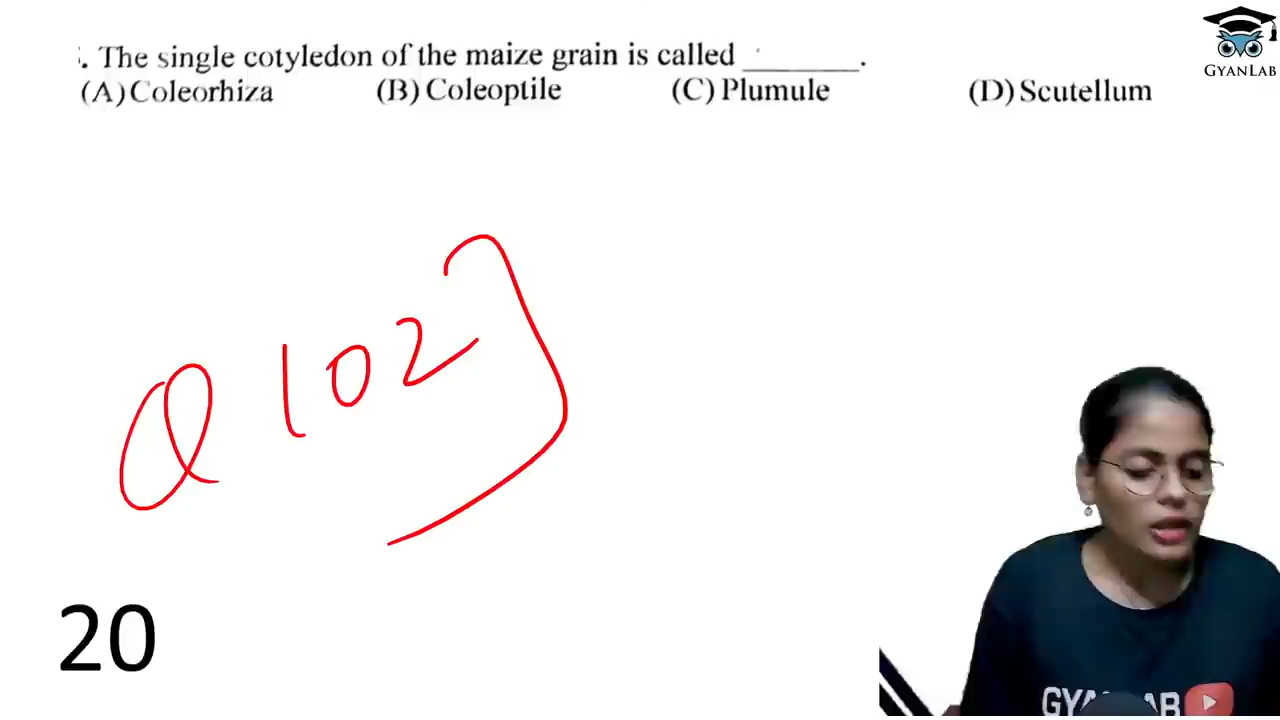 . The single cotyledon of the maize grain is called ________.
(A) Coleorhiza (B) Coleoptile (C) Plumule (D) Scutellum
GYANLAB
Q 102
20